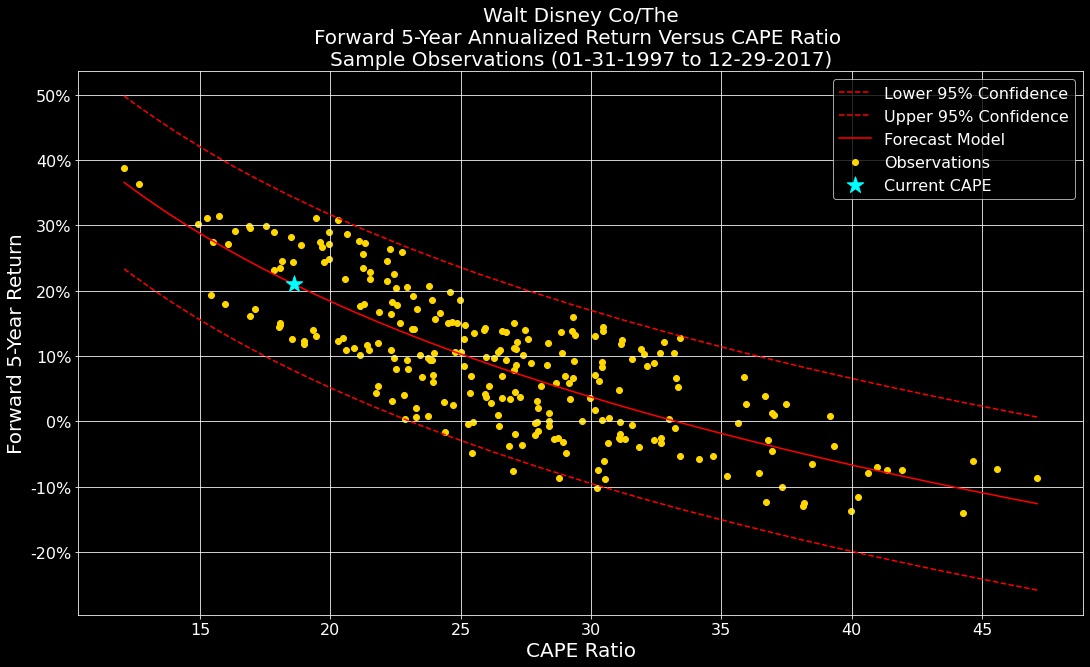 Walt Disney Co/The
Forward 5-Year Annualized Return Versus CAPE Ratio
Sample Observations (01-31-1997 to 12-29-2017)
Lower 95% Confidence
Upper 95% Confidence
Forecast Model
Observations
Current CAPE
Forward 5-Year Return
50%
40%
30%
20%
10%
0%
-10%
-20%
15 20 25 30 35 40 45
CAPE Ratio